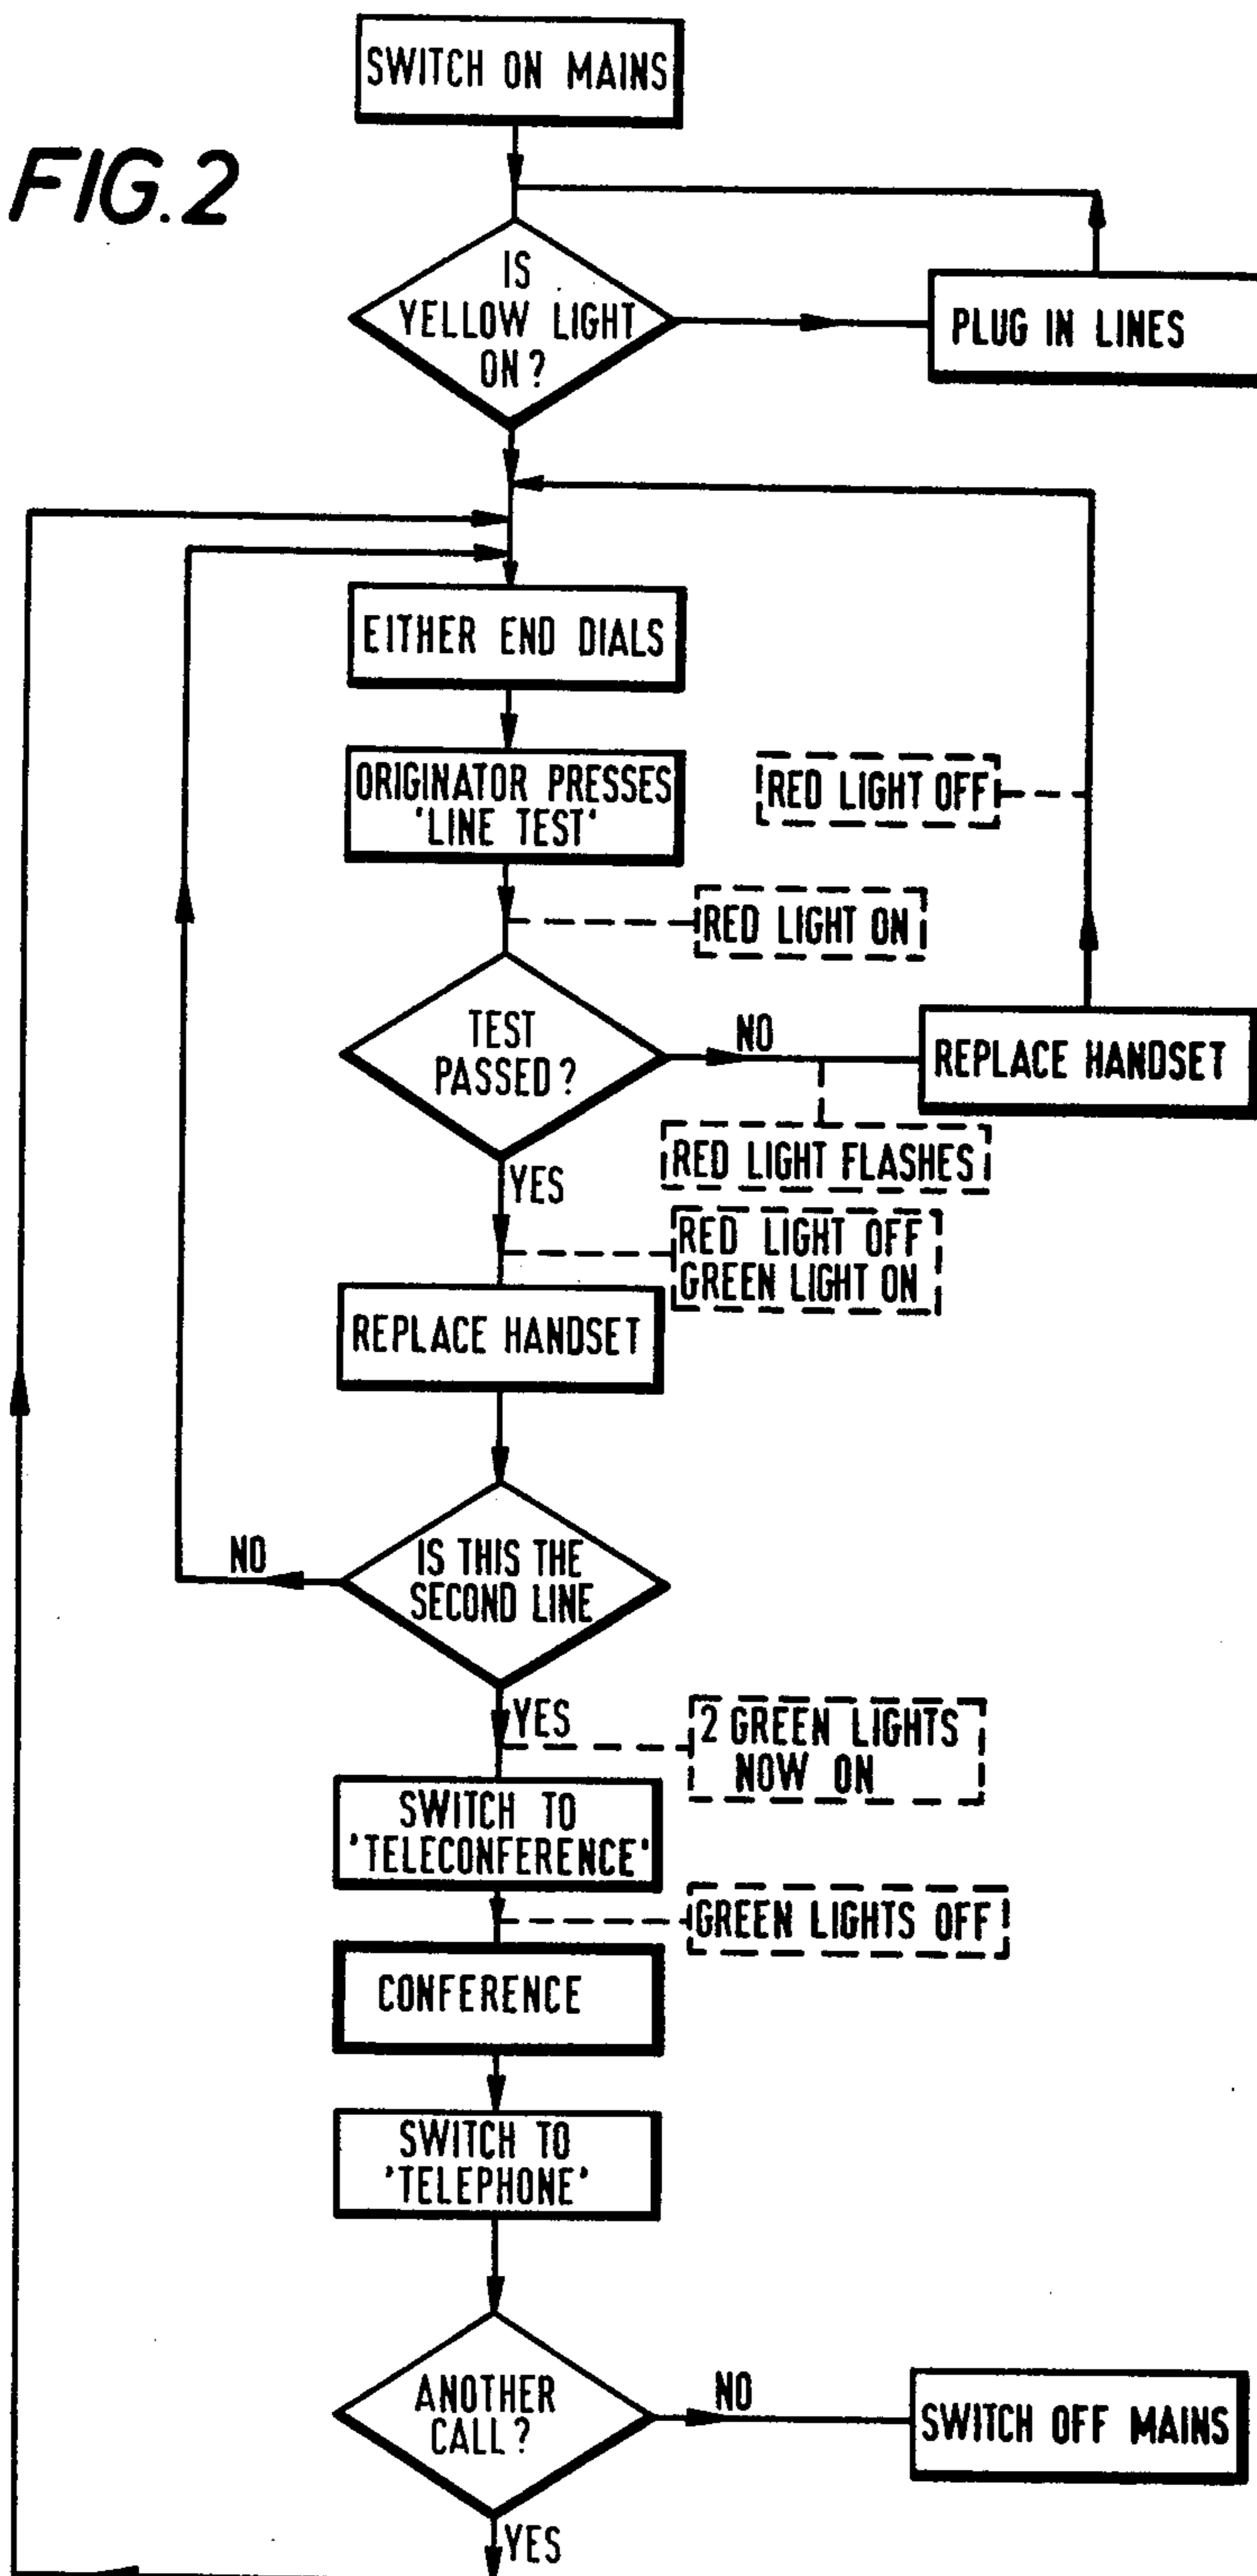 SWITCH ON MAINS
FIG.2
IS
YELLOW LIGHT
ON?
PLUG IN LINES
EITHER END DIALS
ORIGINATOR PRESSES
'LINE TEST'
RED LIGHT OFF
RED LIGHT ON
TEST
PASSED?
NO
REPLACE HANDSET
RED LIGHT FLASHES
YES
RED LIGHT OFF
GREEN LIGHT ON
REPLACE HANDSET
IS THIS THE
SECOND LINE
NO
YES
2 GREEN LIGHTS
NOW ON
SWITCH TO
'TELECONFERENCE'
GREEN LIGHTS OFF
CONFERENCE
SWITCH TO
'TELEPHONE'
ANOTHER
CALL?
NO
SWITCH OFF MAINS
YES